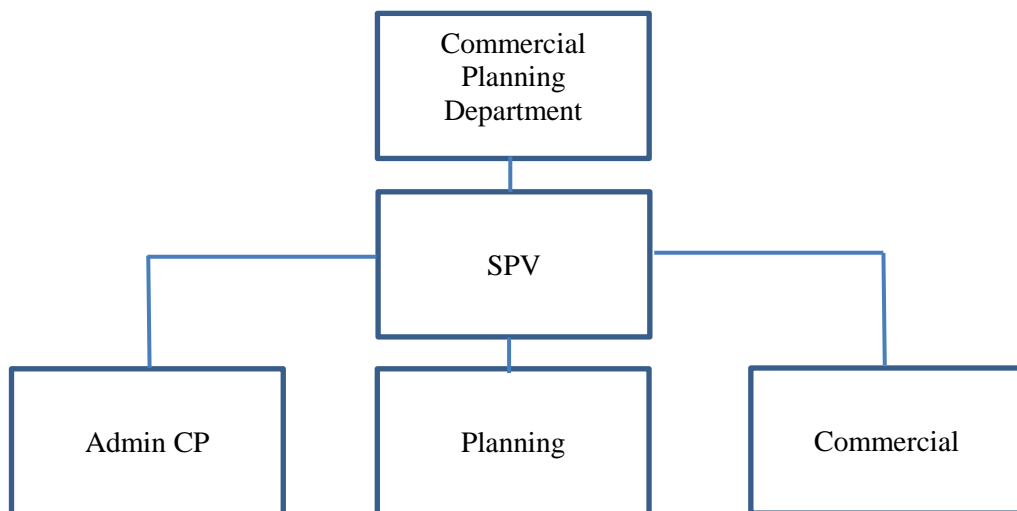 Commercial
Planning
Department
SPV
Admin CP
Planning
Commercial